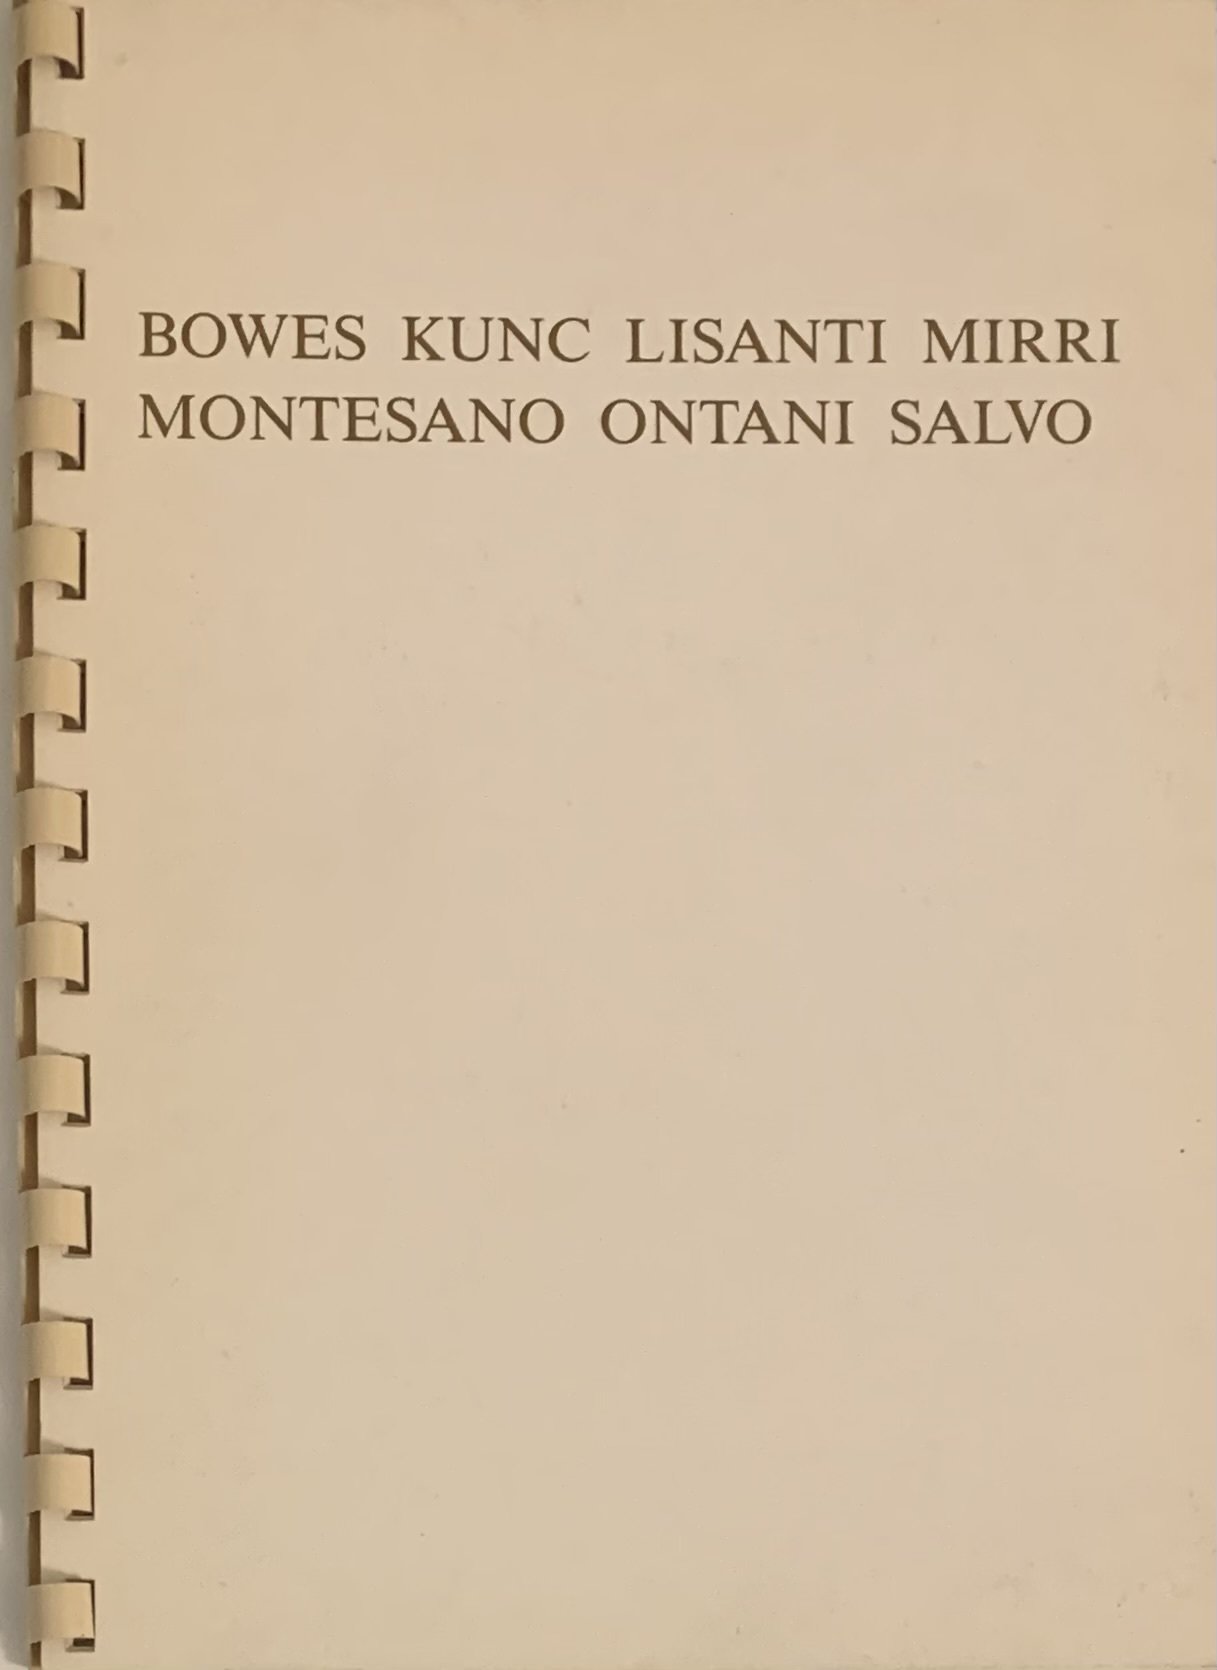 BOWES KUNC LISANTI MIRRI
MONTESANO ONTANI SALVO